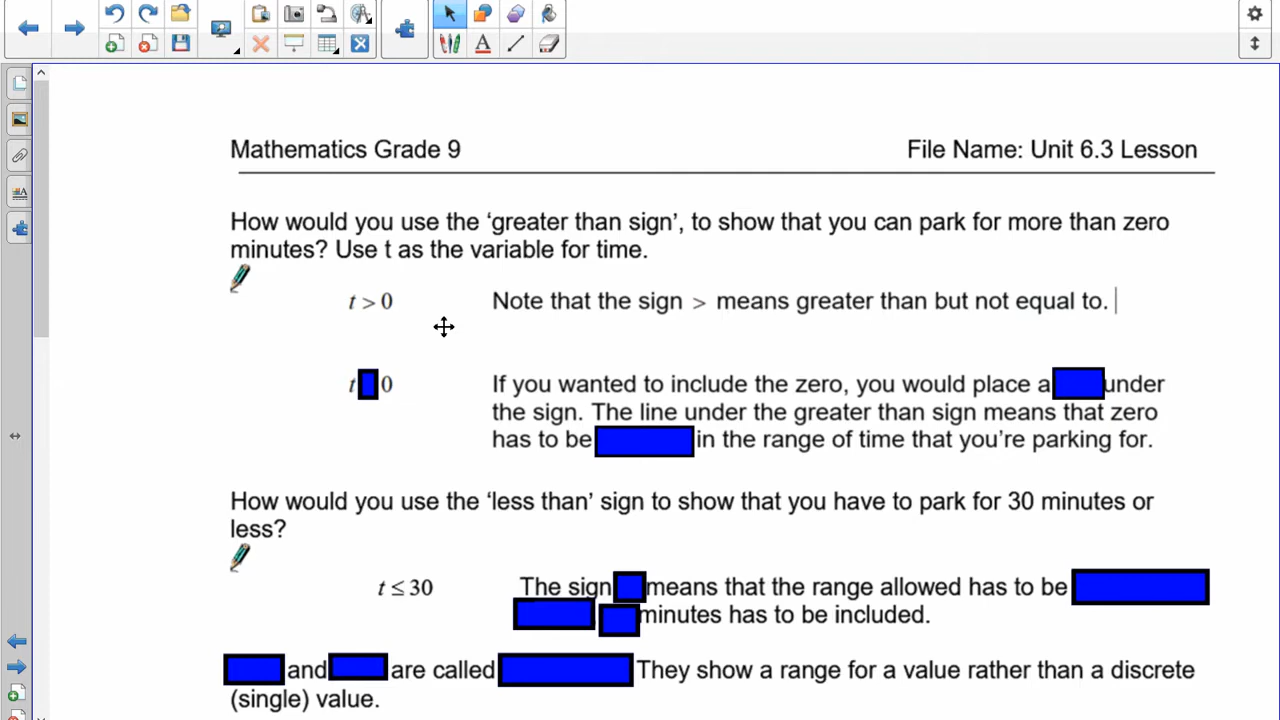 Mathematics Grade 9 File Name: Unit 6.3 Lesson
How would you use the ‘greater than sign’, to show that you can park for more than zero
minutes? Use t as the variable for time.
t > 0 Note that the sign > means greater than but not equal to.
t 0 If you wanted to include the zero, you would place a under
the sign. The line under the greater than sign means that zero
has to be in the range of time that you’re parking for.
How would you use the ‘less than’ sign to show that you have to park for 30 minutes or
less?
t ≤ 30 The sign means that the range allowed has to be
minutes has to be included.
and are called They show a range for a value rather than a discrete
(single) value.